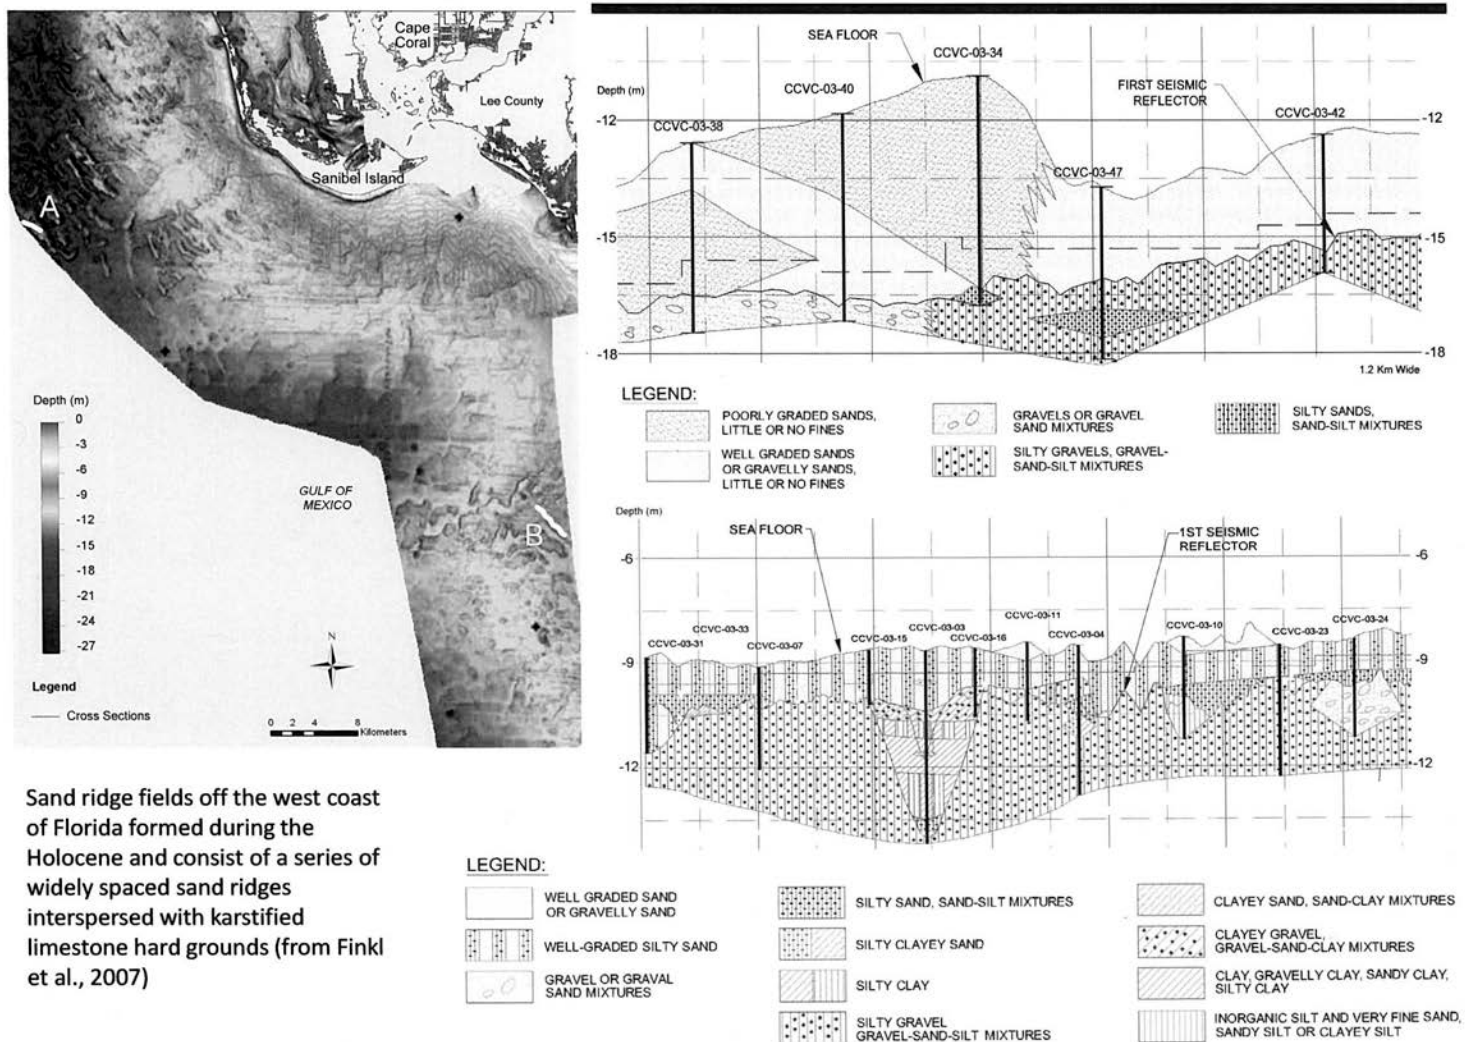 Cape
Coral
Lee County
Sanibel Island
A
Depth (m)
0
-3
-6
-9
-12
-15
-18
-21
-24
-27
GULF OF
MEXICO
B
N
Legend
Cross Sections
0 2 4 8
Kilometers
Sand ridge fields off the west coast
of Florida formed during the
Holocene and consist of a series of
widely spaced sand ridges
interspersed with karstified
limestone hard grounds (from Finkl
et al., 2007)
SEA FLOOR
CCVC-03-34
Depth (m)
CCVC-03-40
FIRST SEISMIC
REFLECTOR
CCVC-03-42
-12
CCVC-03-38
-12
CCVC-03-47
-15
-15
-18
-18
1.2 Km Wide
LEGEND:
POORLY GRADED SANDS,
LITTLE OR NO FINES
WELL GRADED SANDS
OR GRAVELLY SANDS,
LITTLE OR NO FINES
GRAVELS OR GRAVEL
SAND MIXTURES
SILTY GRAVELS, GRAVEL-
SAND-SILT MIXTURES
SILTY SANDS,
SAND-SILT MIXTURES
Depth (m)
SEA FLOOR
1ST SEISMIC
REFLECTOR
-6
-6
CCVC-03-33
CCVC-03-31
CCVC-03-07
CCVC-03-15
CCVC-03-03
CCVC-03-16
CCVC-03-11
CCVC-03-04
CCVC-03-10
CCVC-03-23
CCVC-03-24
-9
-9
-12
-12
LEGEND:
WELL GRADED SAND
OR GRAVELLY SAND
WELL-GRADED SILTY SAND
GRAVEL OR GRAVAL
SAND MIXTURES
SILTY SAND, SAND-SILT MIXTURES
SILTY CLAYEY SAND
SILTY CLAY
SILTY GRAVEL
GRAVEL-SAND-SILT MIXTURES
CLAYEY SAND, SAND-CLAY MIXTURES
CLAYEY GRAVEL,
GRAVEL-SAND-CLAY MIXTURES
CLAY, GRAVELLY CLAY, SANDY CLAY,
SILTY CLAY
INORGANIC SILT AND VERY FINE SAND,
SANDY SILT OR CLAYEY SILT